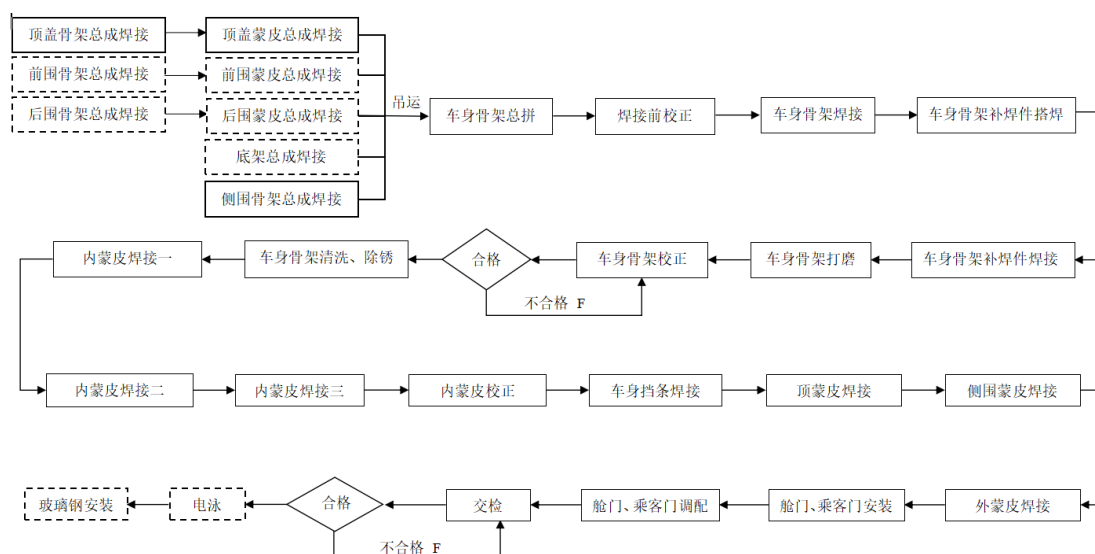 顶盖骨架总成焊接
顶盖蒙皮总成焊接
前围骨架总成焊接
前围蒙皮总成焊接
后围骨架总成焊接
后围蒙皮总成焊接
底架总成焊接
侧围骨架总成焊接
吊运
车身骨架总拼
焊接前校正
车身骨架焊接
车身骨架补焊件搭焊
内蒙皮焊接一
车身骨架清洗、除锈
合格
车身骨架校正
车身骨架打磨
车身骨架补焊件焊接
不合格 F
内蒙皮焊接二
内蒙皮焊接三
内蒙皮校正
车身挡条焊接
顶蒙皮焊接
侧围蒙皮焊接
玻璃钢安装
电泳
合格
交检
舱门、乘客门调配
舱门、乘客门安装
外蒙皮焊接
不合格 F